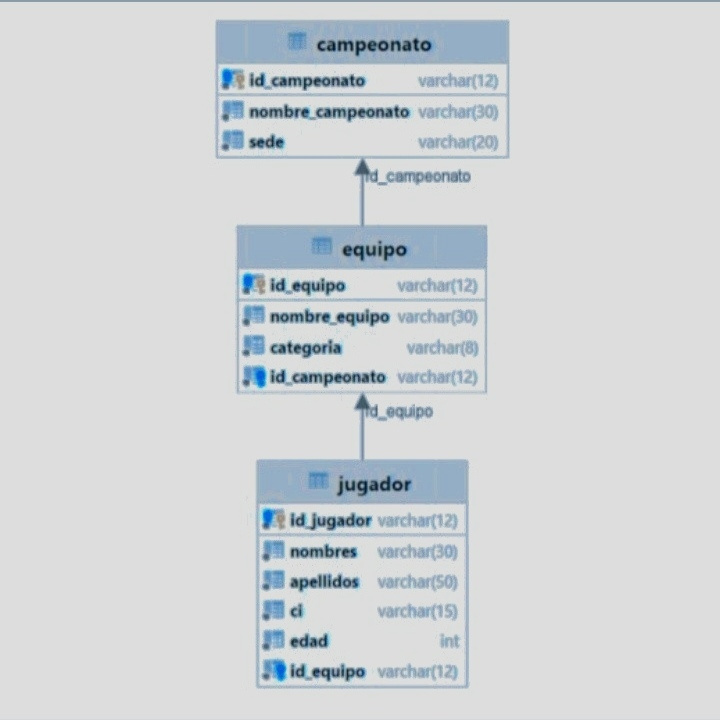 campeonato
id_campeonato varchar(12)
nombre_campeonato varchar(30)
sede varchar(20)
id_campeonato
equipo
id_equipo varchar(12)
nombre_equipo varchar(30)
categoria varchar(8)
id_campeonato varchar(12)
id_equipo
jugador
id_jugador varchar(12)
nombres varchar(30)
apellidos varchar(50)
ci varchar(15)
edad int
id_equipo varchar(12)